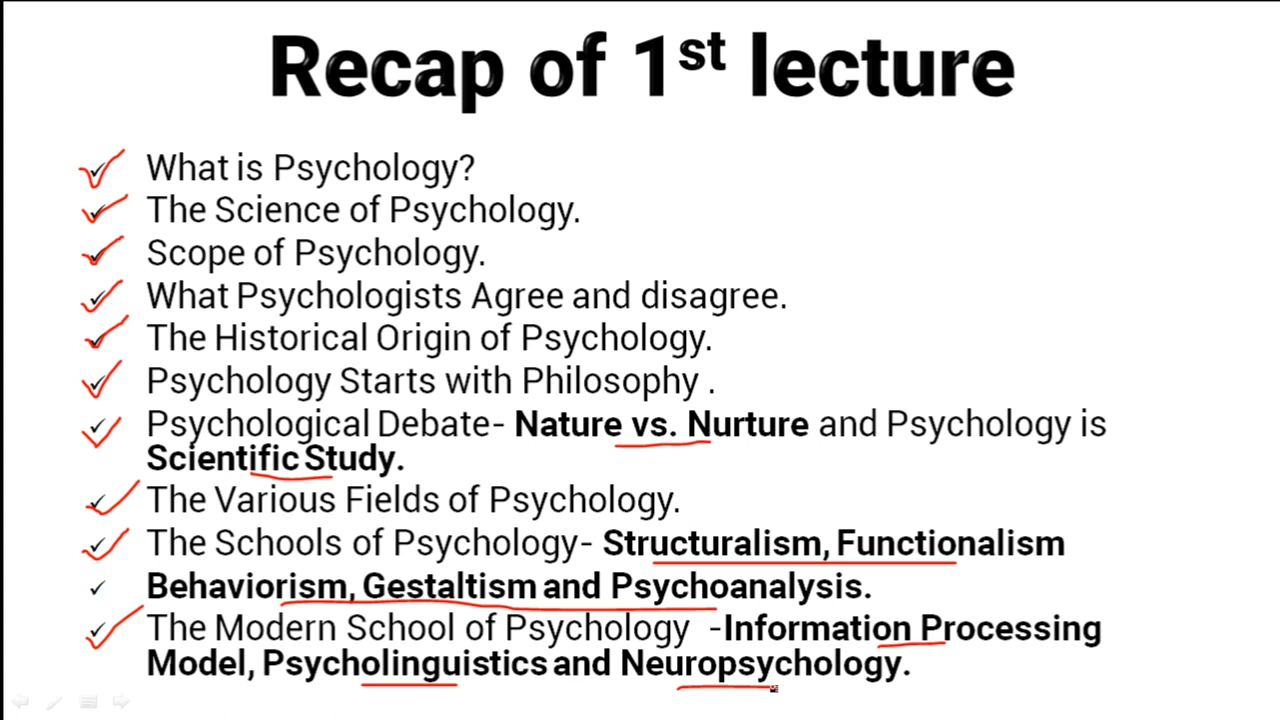 Recap of 1st lecture
What is Psychology?
The Science of Psychology.
Scope of Psychology.
What Psychologists Agree and disagree.
The Historical Origin of Psychology.
Psychology Starts with Philosophy .
Psychological Debate- Nature vs. Nurture and Psychology is
Scientific Study.
The Various Fields of Psychology.
The Schools of Psychology- Structuralism, Functionalism
Behaviorism, Gestaltism and Psychoanalysis.
The Modern School of Psychology -Information Processing
Model, Psycholinguistics and Neuropsychology.